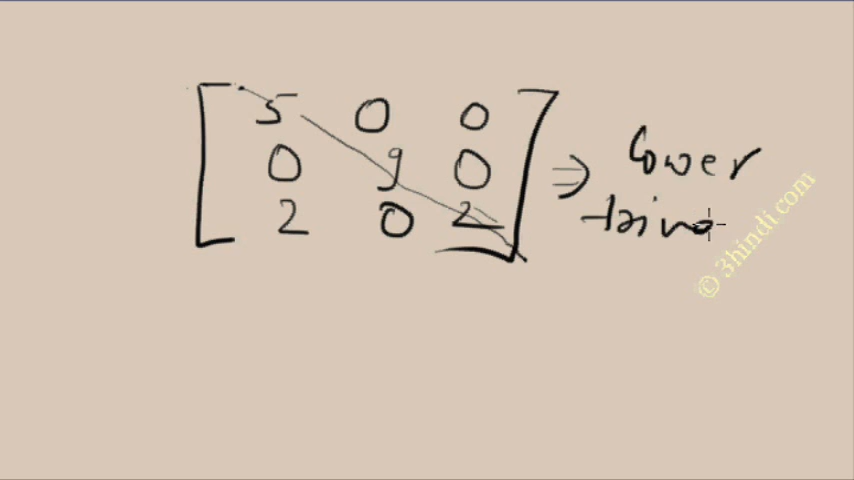 5 0 0
0 9 0
2 0 2
⇒ lower
© 3hindi.com